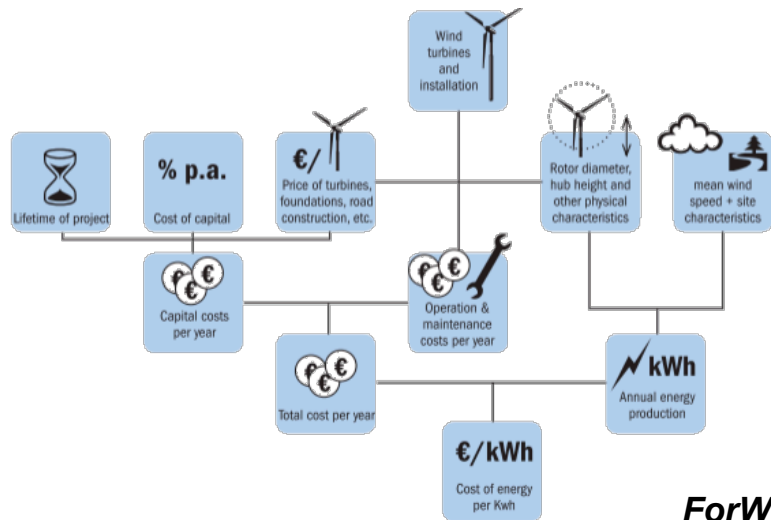 Wind
turbines
and
installation
% p.a.
€/
Lifetime of project
Cost of capital
Price of turbines,
foundations, road
construction, etc.
Rotor diameter,
hub height and
other physical
characteristics
mean wind
speed + site
characteristics
€
€
€
Capital costs
per year
€
€
€
Operation &
maintenance
costs per year
€
€
€
Total cost per year
kWh
Annual energy
production
€/kWh
Cost of energy
per Kwh
ForW